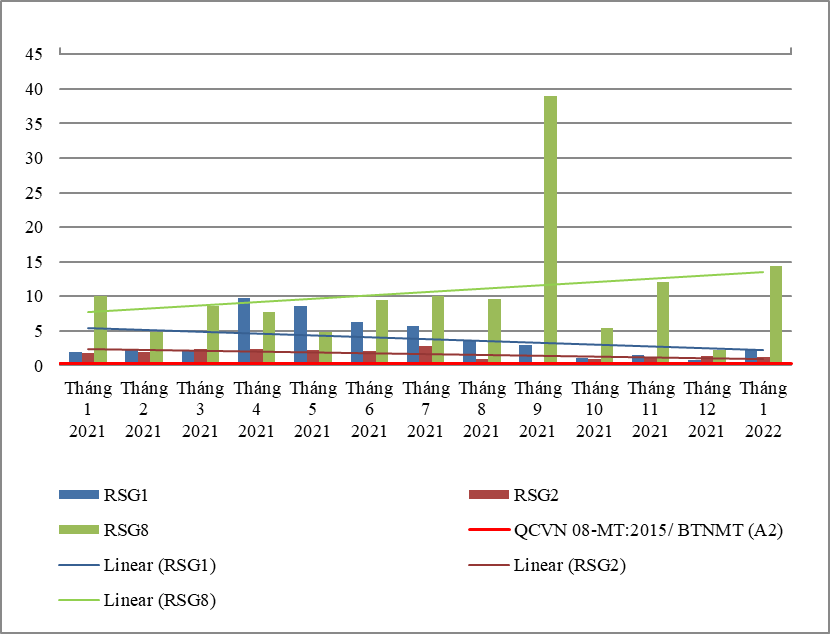 45
40
35
30
25
20
15
10
5
0
Tháng Tháng Tháng Tháng Tháng Tháng Tháng Tháng Tháng Tháng Tháng Tháng Tháng
1 2 3 4 5 6 7 8 9 10 11 12 1
2021 2021 2021 2021 2021 2021 2021 2021 2021 2021 2021 2021 2022
RSG1 RSG2
RSG8 QCVN 08-MT:2015/ BTNMT (A2)
Linear (RSG1) Linear (RSG2)
Linear (RSG8)